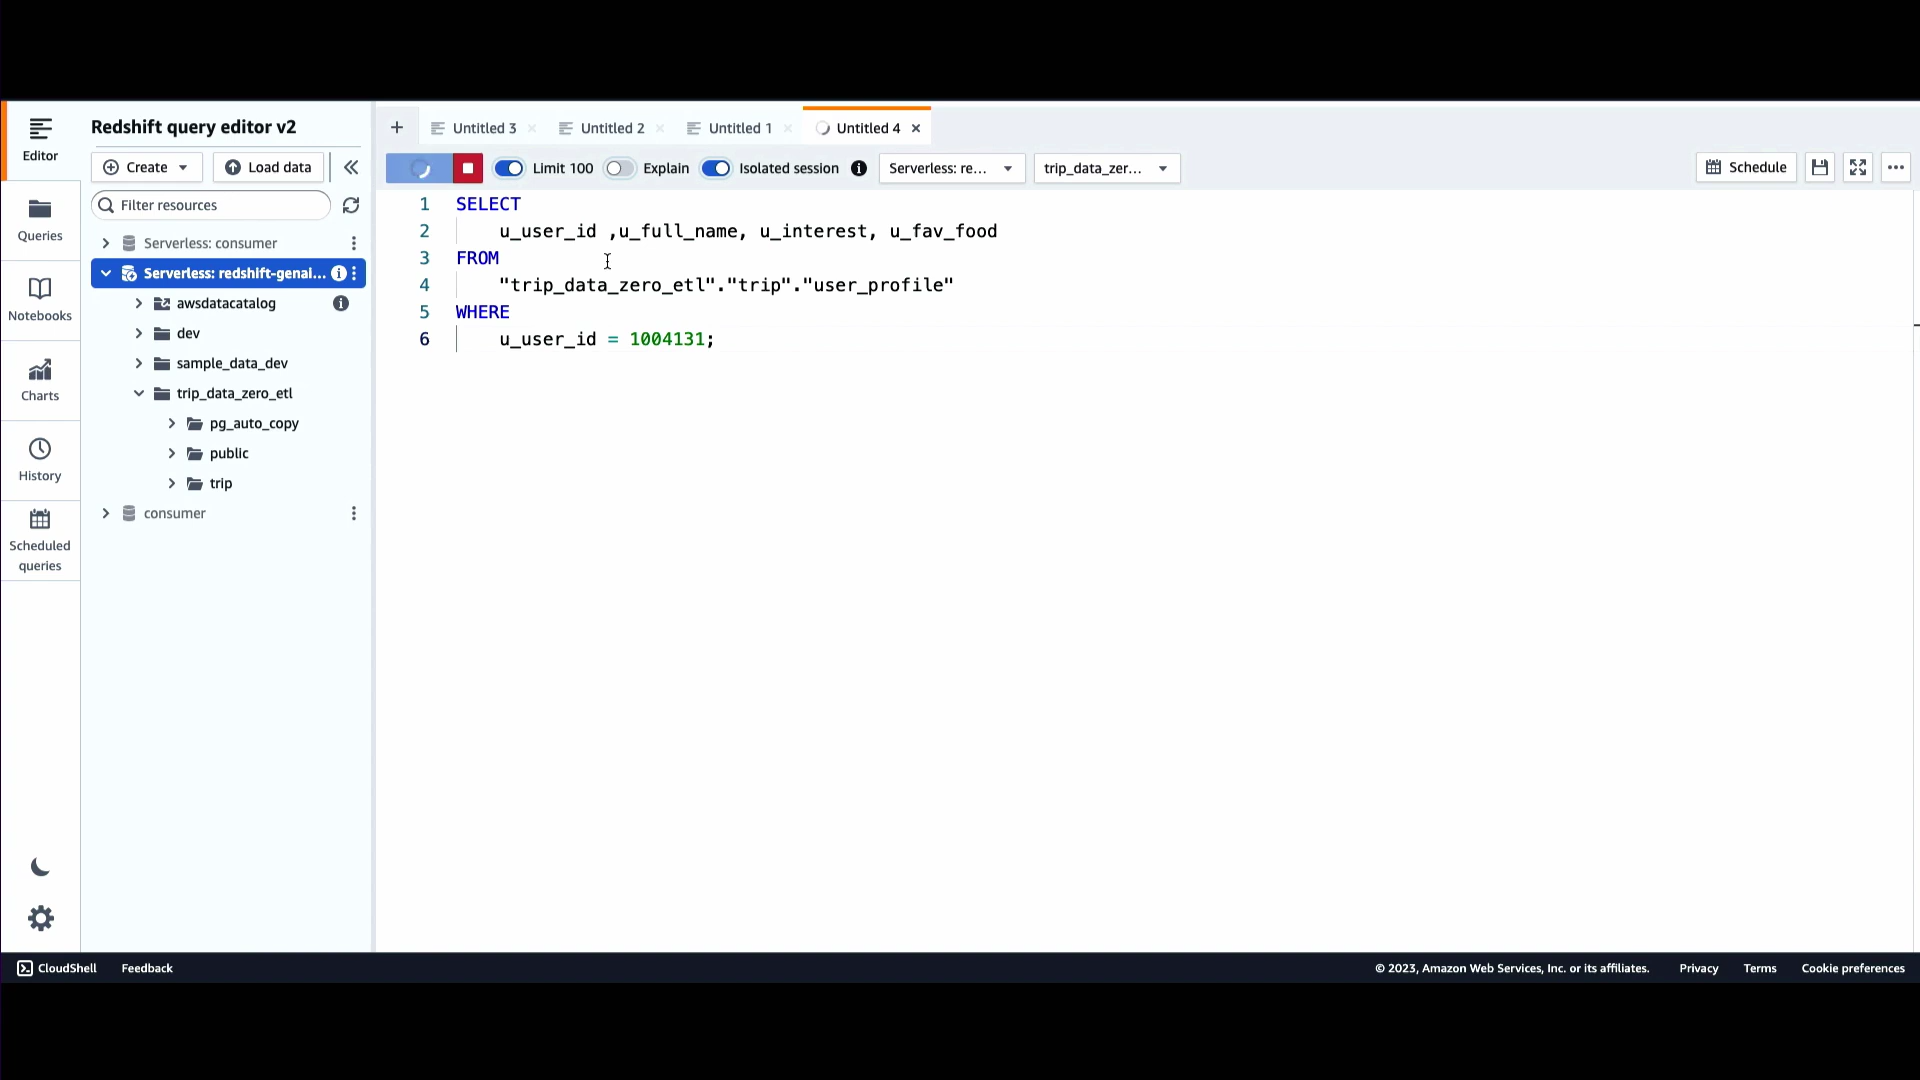 Editor
Queries
Notebooks
Charts
History
Scheduled
queries
Redshift query editor v2
Create
Load data
Filter resources
Serverless: consumer
Serverless: redshift-genai...
awsdatacatalog
dev
sample_data_dev
trip_data_zero_etl
pg_auto_copy
public
trip
consumer
Untitled 3
Untitled 2
Untitled 1
Untitled 4
Limit 100
Explain
Isolated session
Serverless: re...
trip_data_zer...
Schedule
1 SELECT
2 u_user_id ,u_full_name, u_interest, u_fav_food
3 FROM
4 "trip_data_zero_etl"."trip"."user_profile"
5 WHERE
6 u_user_id = 1004131;
CloudShell
Feedback
© 2023, Amazon Web Services, Inc. or its affiliates.
Privacy
Terms
Cookie preferences